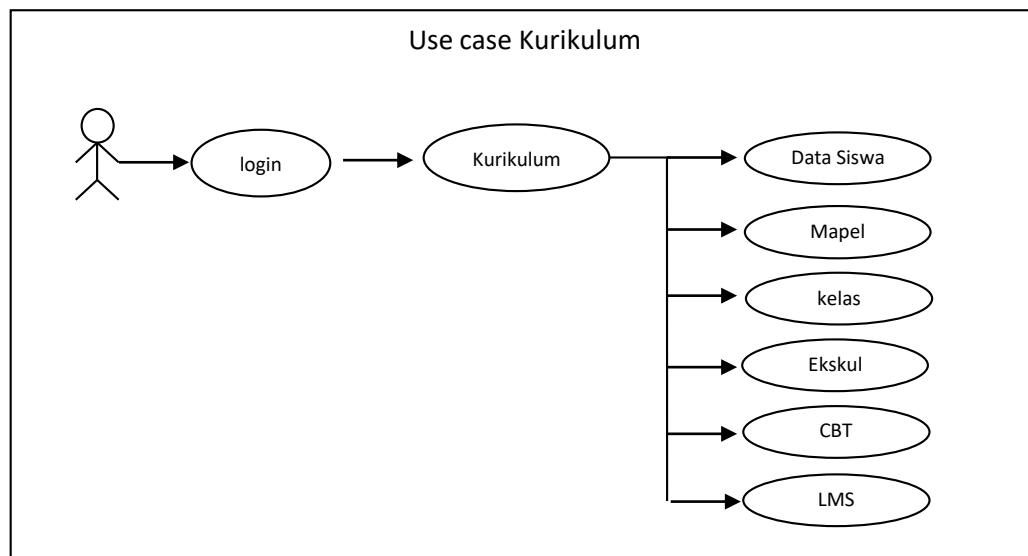 Use case Kurikulum
login
Kurikulum
Data Siswa
Mapel
kelas
Ekskul
CBT
LMS